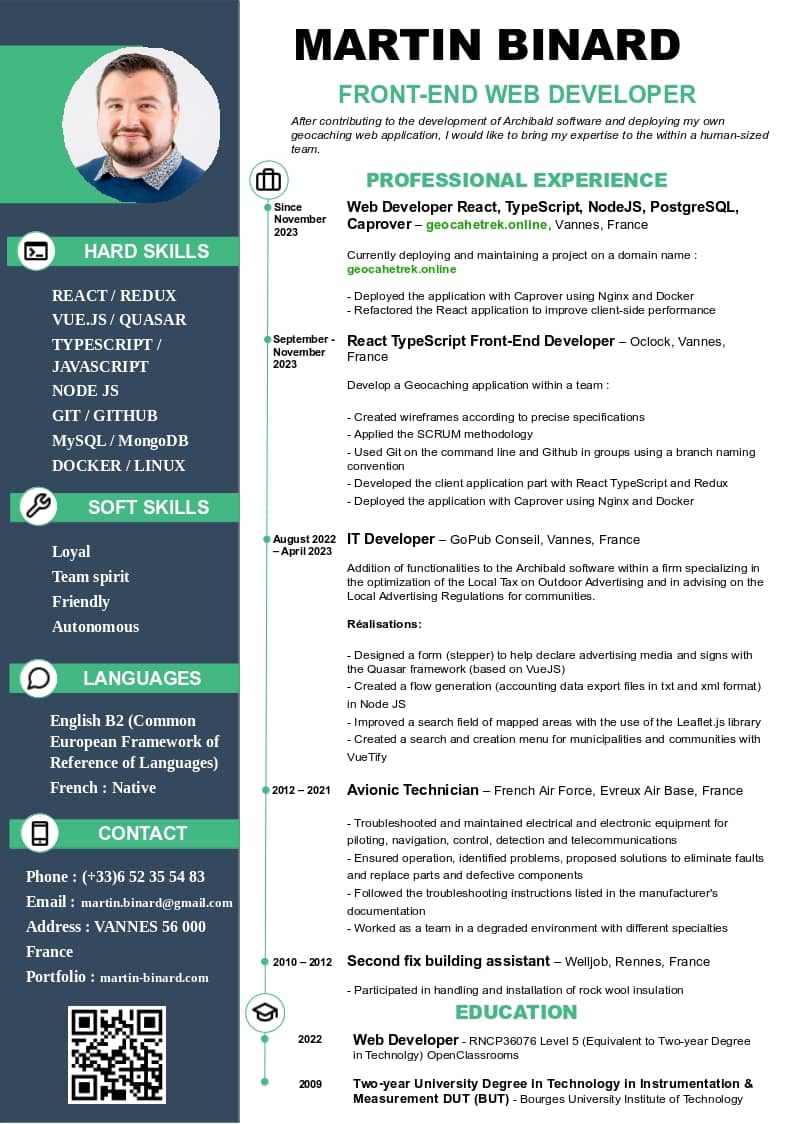 MARTIN BINARD
FRONT-END WEB DEVELOPER
After contributing to the development of Archibald software and deploying my own
geocaching web application, I would like to bring my expertise to the within a human-sized
team.
HARD SKILLS
REACT / REDUX
VUE.JS / QUASAR
TYPESCRIPT /
JAVASCRIPT
NODE JS
GIT / GITHUB
MySQL / MongoDB
DOCKER / LINUX
SOFT SKILLS
Loyal
Team spirit
Friendly
Autonomous
LANGUAGES
English B2 (Common
European Framework of
Reference of Languages)
French : Native
CONTACT
Phone : (+33)6 52 35 54 83
Email : martin.binard@gmail.com
Address : VANNES 56 000
France
Portfolio : martin-binard.com
PROFESSIONAL EXPERIENCE
Since
November
2023
Web Developer React, TypeScript, NodeJS, PostgreSQL,
Caprover – geocahetrek.online, Vannes, France
Currently deploying and maintaining a project on a domain name :
geocahetrek.online
- Deployed the application with Caprover using Nginx and Docker
- Refactored the React application to improve client-side performance
September -
November
2023
React TypeScript Front-End Developer – Oclock, Vannes,
France
Develop a Geocaching application within a team :
- Created wireframes according to precise specifications
- Applied the SCRUM methodology
- Used Git on the command line and Github in groups using a branch naming
convention
- Developed the client application part with React TypeScript and Redux
- Deployed the application with Caprover using Nginx and Docker
August 2022
– April 2023
IT Developer – GoPub Conseil, Vannes, France
Addition of functionalities to the Archibald software within a firm specializing in
the optimization of the Local Tax on Outdoor Advertising and in advising on the
Local Advertising Regulations for communities.
Réalisations:
- Designed a form (stepper) to help declare advertising media and signs with
the Quasar framework (based on VueJS)
- Created a flow generation (accounting data export files in txt and xml format)
in Node JS
- Improved a search field of mapped areas with the use of the Leaflet.js library
- Created a search and creation menu for municipalities and communities with
VueTify
2012 – 2021
Avionic Technician – French Air Force, Evreux Air Base, France
- Troubleshooted and maintained electrical and electronic equipment for
piloting, navigation, control, detection and telecommunications
- Ensured operation, identified problems, proposed solutions to eliminate faults
and replace parts and defective components
- Followed the troubleshooting instructions listed in the manufacturer's
documentation
- Worked as a team in a degraded environment with different specialties
2010 – 2012
Second fix building assistant – Welljob, Rennes, France
- Participated in handling and installation of rock wool insulation
EDUCATION
2022
Web Developer - RNCP36076 Level 5 (Equivalent to Two-year Degree
in Technolgy) OpenClassrooms
2009
Two-year University Degree in Technology in Instrumentation &
Measurement DUT (BUT) - Bourges University Institute of Technology